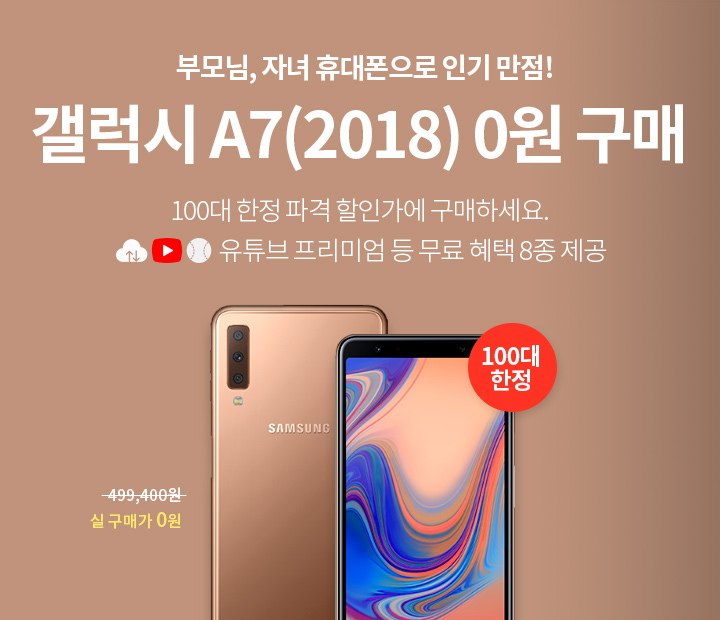 부모님, 자녀 휴대폰으로 인기 만점!
갤럭시 A7(2018) 0원 구매
100대 한정 파격 할인가에 구매하세요.
유튜브 프리미엄 등 무료 혜택 8종 제공
100대
한정
SAMSUNG
499,400원
실 구매가 0원